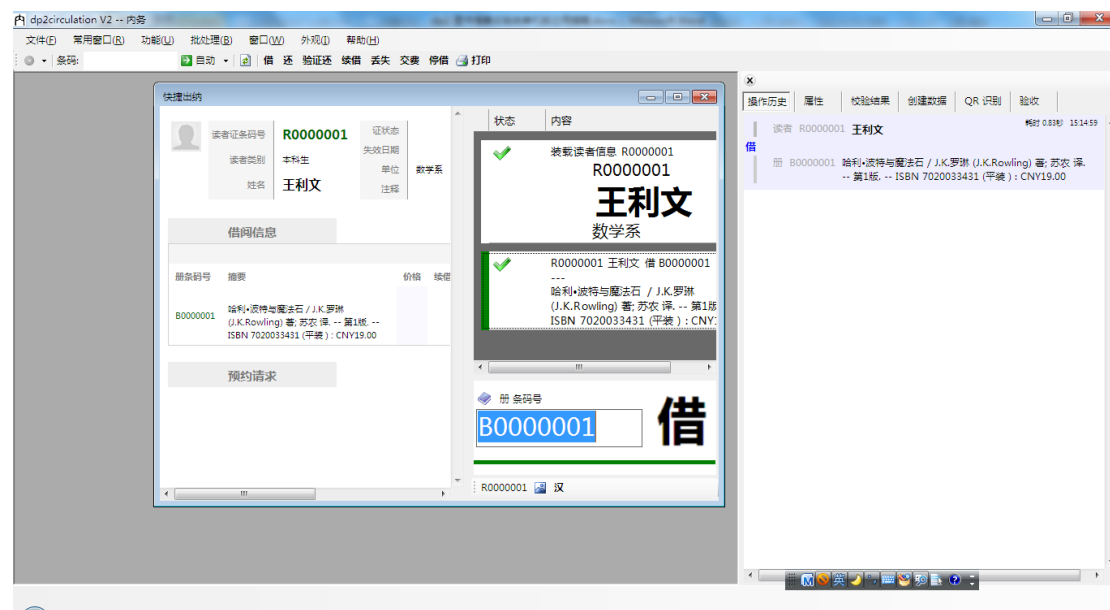 dp2circulation V2 -- 内务
文件(F) 常用窗口(R) 功能(U) 批处理(B) 窗口(W) 外观(I) 帮助(H)
条码: 自动 借 还 验证还 续借 丢失 交费 停借 打印
快捷出纳
读者证条码号 R0000001 证状态
失效日期
读者类别 本科生
单位 数学系
姓名 王利文 注释
借阅信息
册条码号 摘要 价格 续借
B0000001 哈利•波特与魔法石 / J.K.罗琳
(J.K.Rowling) 著; 苏农 译. -- 第1版. --
ISBN 7020033431 (平装 ) : CNY19.00
预约请求
状态 内容
装载读者信息 R0000001
R0000001
王利文
数学系
R0000001 王利文 借 B0000001
---
哈利•波特与魔法石 / J.K.罗琳
(J.K.Rowling) 著; 苏农 译. -- 第1版
ISBN 7020033431 (平装 ) : CNY:
册 条码号
B0000001 借
R0000001 汉
x
操作历史 属性 校验结果 创建数据 QR 识别 验收
读者 R0000001 王利文 耗时 0.83秒 15:14:59
借
册 B0000001 哈利•波特与魔法石 / J.K.罗琳 (J.K.Rowling) 著; 苏农 译.
-- 第1版. -- ISBN 7020033431 (平装 ) : CNY19.00
M 英